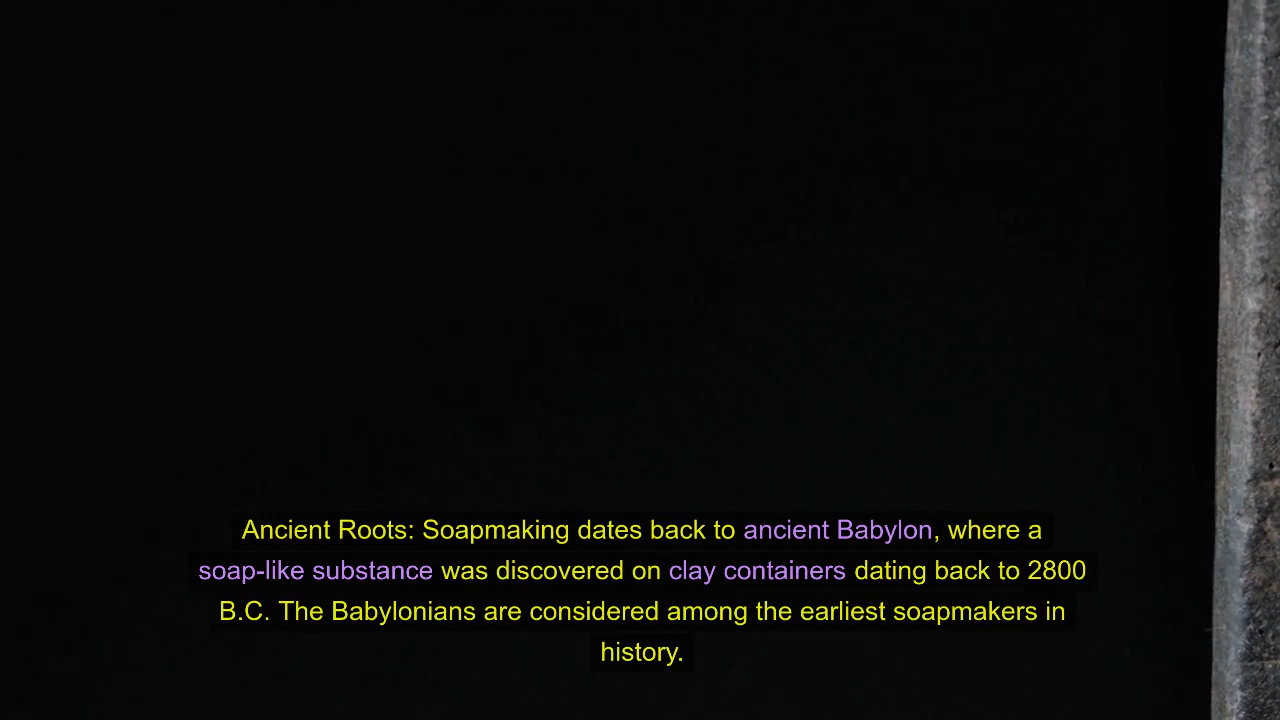 Ancient Roots: Soapmaking dates back to ancient Babylon, where a
soap-like substance was discovered on clay containers dating back to 2800
B.C. The Babylonians are considered among the earliest soapmakers in
history.